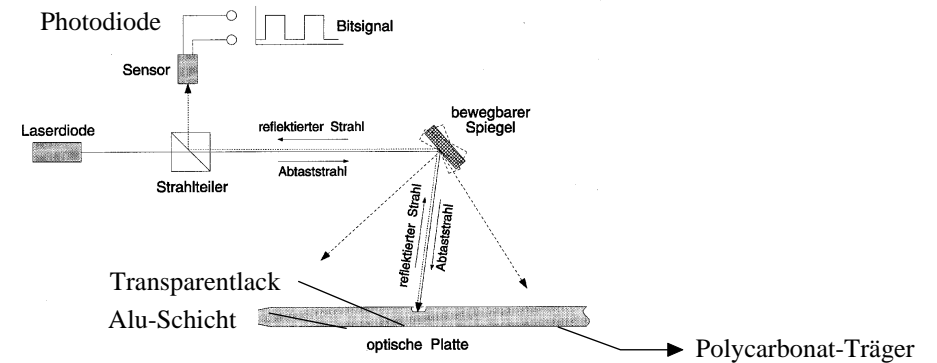 Photodiode
Bitsignal
Sensor
bewegbarer
Spiegel
Laserdiode
reflektierter Strahl
Abtaststrahl
Strahlteiler
reflektierter Strahl
Abtaststrahl
Transparentlack
Alu-Schicht
optische Platte
Polycarbonat-Träger